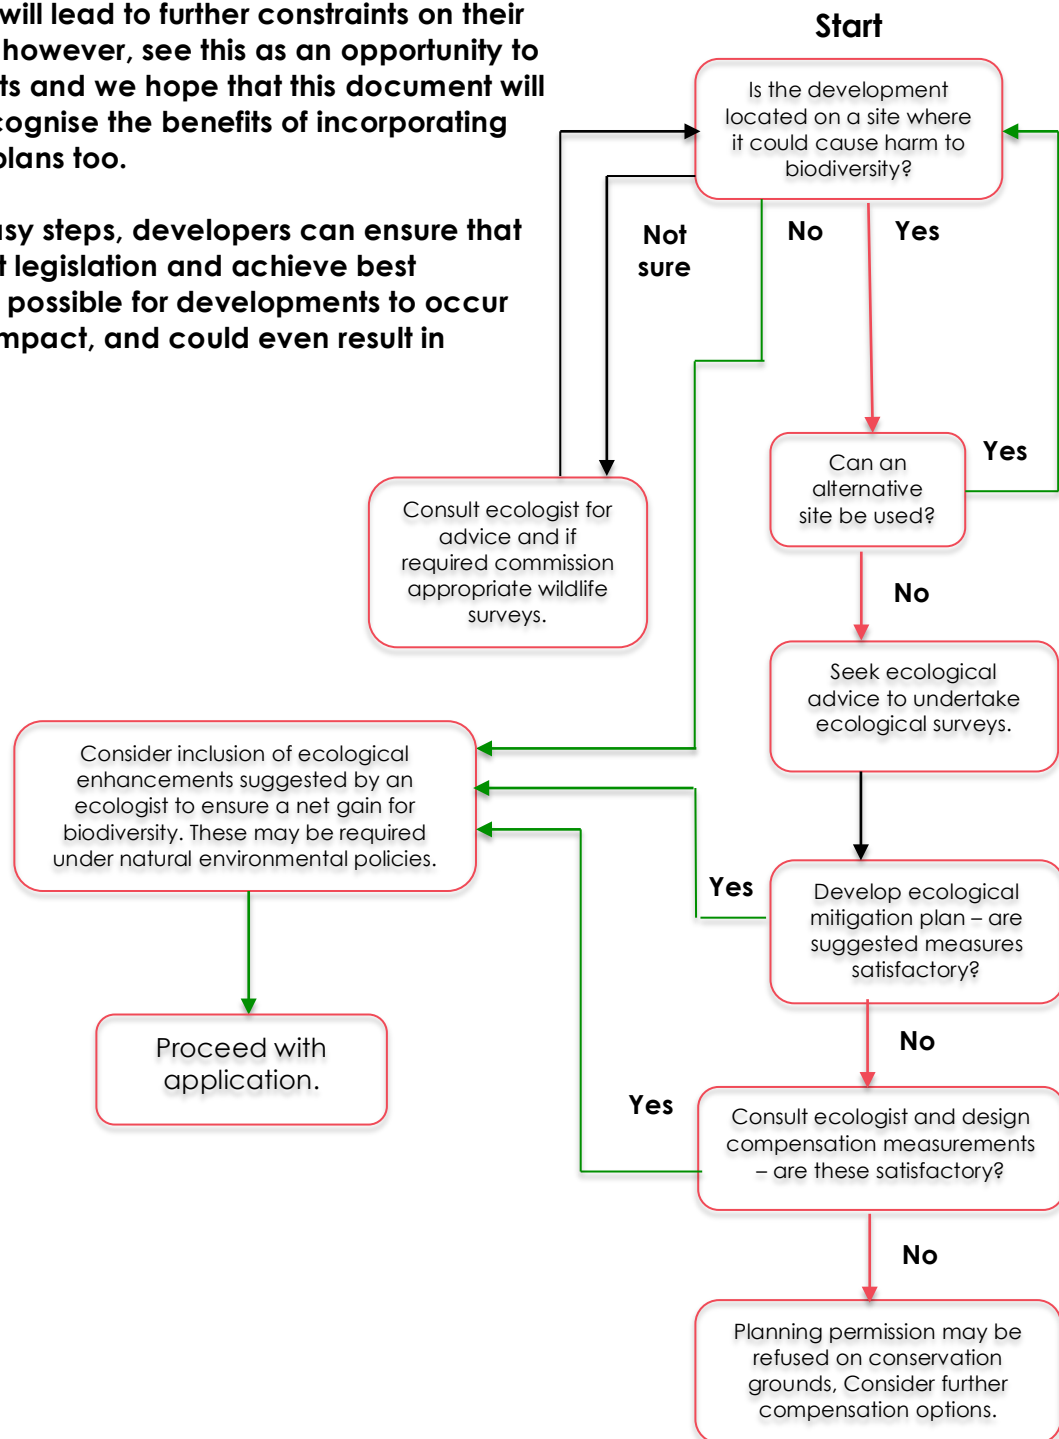 will lead to further constraints on their
however, see this as an opportunity to
ts and we hope that this document will
cognise the benefits of incorporating
plans too.
asy steps, developers can ensure that
t legislation and achieve best
possible for developments to occur
mpact, and could even result in
Start
Is the development
located on a site where
it could cause harm to
biodiversity?
Not
sure
No
Yes
Can an
alternative
site be used?
Yes
Consult ecologist for
advice and if
required commission
appropriate wildlife
surveys.
No
Seek ecological
advice to undertake
ecological surveys.
Consider inclusion of ecological
enhancements suggested by an
ecologist to ensure a net gain for
biodiversity. These may be required
under natural environmental policies.
Yes
Develop ecological
mitigation plan – are
suggested measures
satisfactory?
Proceed with
application.
No
Yes
Consult ecologist and design
compensation measurements
– are these satisfactory?
No
Planning permission may be
refused on conservation
grounds, Consider further
compensation options.